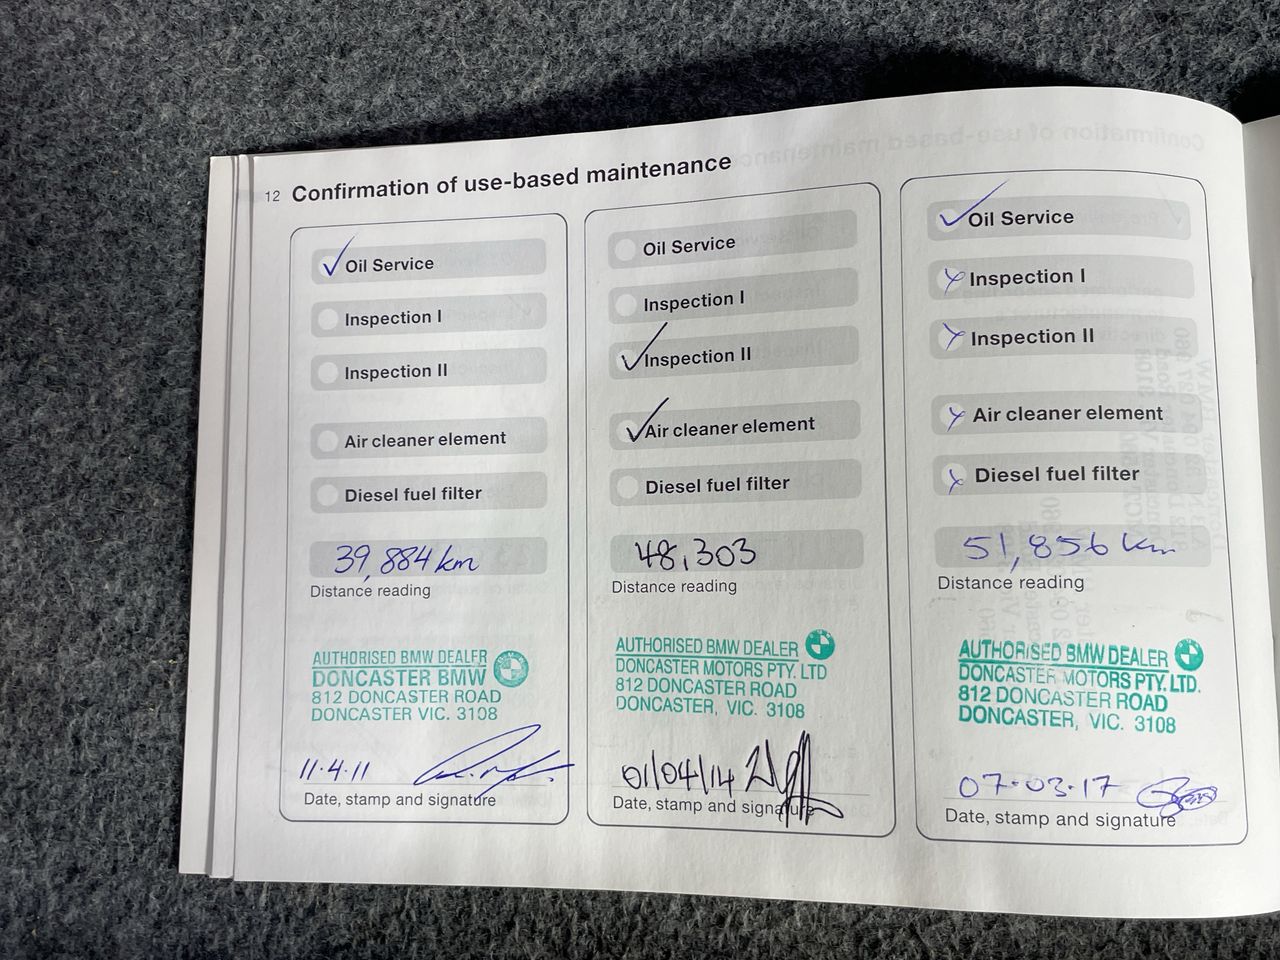 12 Confirmation of use-based maintenance
Oil Service
Inspection I
Inspection II
Air cleaner element
Diesel fuel filter
39,884 km
Distance reading
AUTHORISED BMW DEALER
DONCASTER BMW
812 DONCASTER ROAD
DONCASTER VIC. 3108
11.4.11
Date, stamp and signature
Oil Service
Inspection I
Inspection II
Air cleaner element
Diesel fuel filter
48,303
Distance reading
AUTHORISED BMW DEALER
DONCASTER MOTORS PTY. LTD
812 DONCASTER ROAD
DONCASTER, VIC. 3108
01/04/14
Date, stamp and signature
Oil Service
Inspection I
Inspection II
Air cleaner element
Diesel fuel filter
51,856 km
Distance reading
AUTHORISED BMW DEALER
DONCASTER MOTORS PTY. LTD.
812 DONCASTER ROAD
DONCASTER, VIC. 3108
07-03-17
Date, stamp and signature